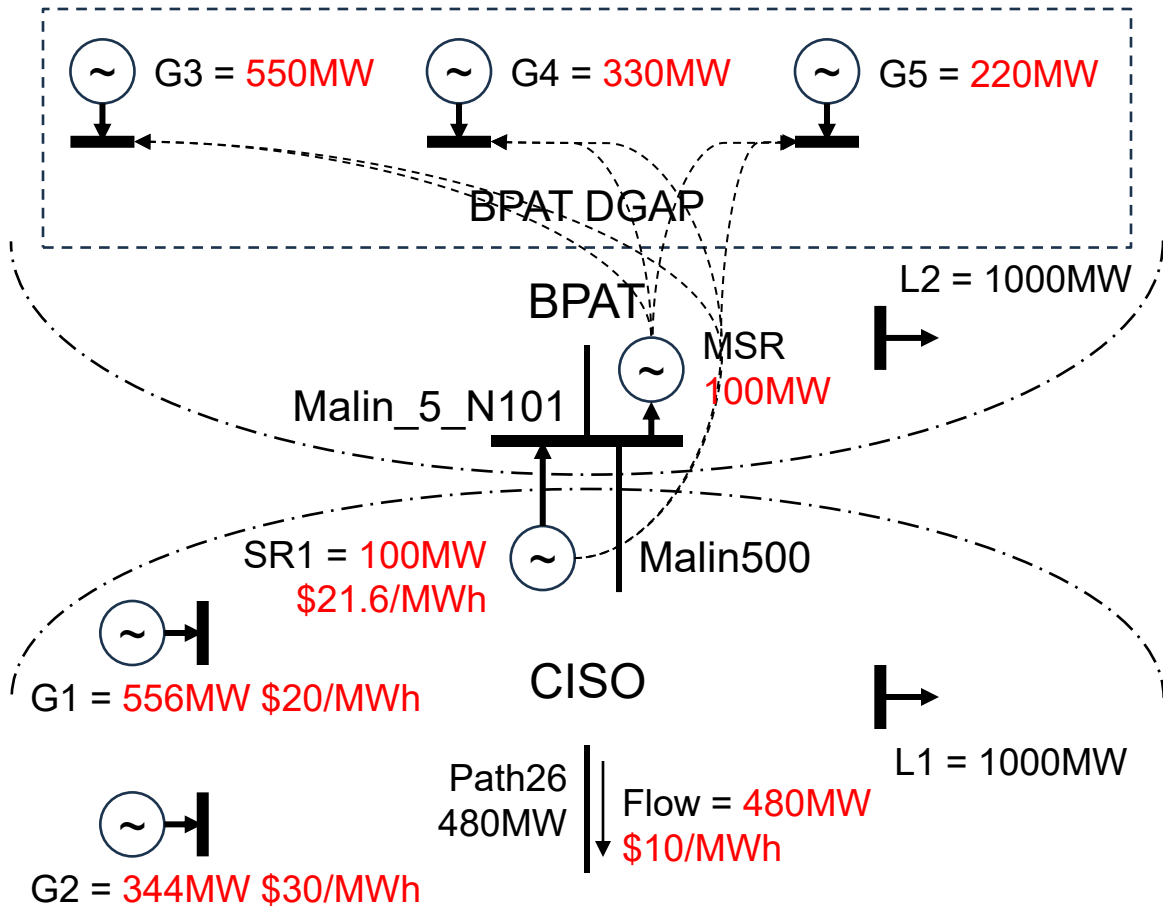 ~ G3 = 550MW ~ G4 = 330MW ~ G5 = 220MW
BPAT DGAP
L2 = 1000MW
BPAT
~ MSR
100MW
Malin_5_N101
~
SR1 = 100MW
$21.6/MWh
Malin500
~
G1 = 556MW $20/MWh
CISO
L1 = 1000MW
Path26
480MW
Flow = 480MW
$10/MWh
~
G2 = 344MW $30/MWh